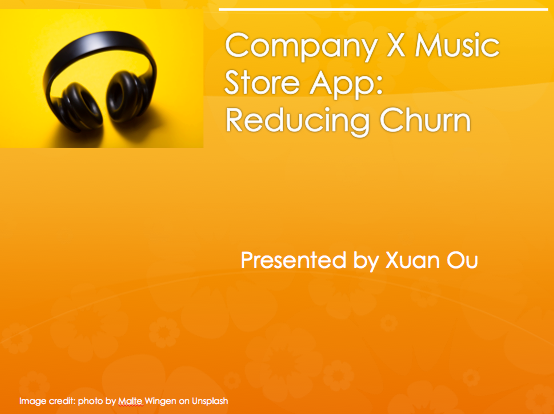 Company X Music
Store App:
Reducing Churn
Presented by Xuan Ou
Image credit: photo by Malte Wingen on Unsplash